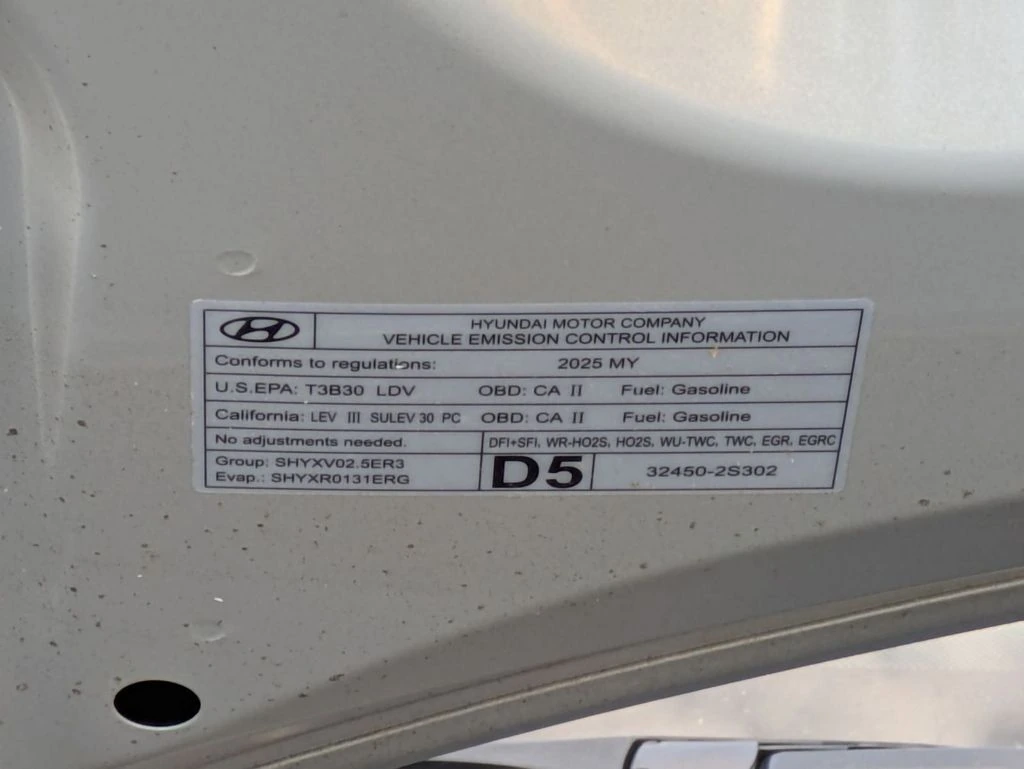 HYUNDAI MOTOR COMPANY
VEHICLE EMISSION CONTROL INFORMATION
Conforms to regulations: 2025 MY
U.S.EPA: T3B30 LDV OBD: CA II Fuel: Gasoline
California: LEV III SULEV 30 PC OBD: CA II Fuel: Gasoline
No adjustments needed. DFI+SFI, WR-HO2S, HO2S, WU-TWC, TWC, EGR, EGRC
Group: SHYXV02.5ER3
Evap.: SHYXR0131ERG
D5
32450-2S302